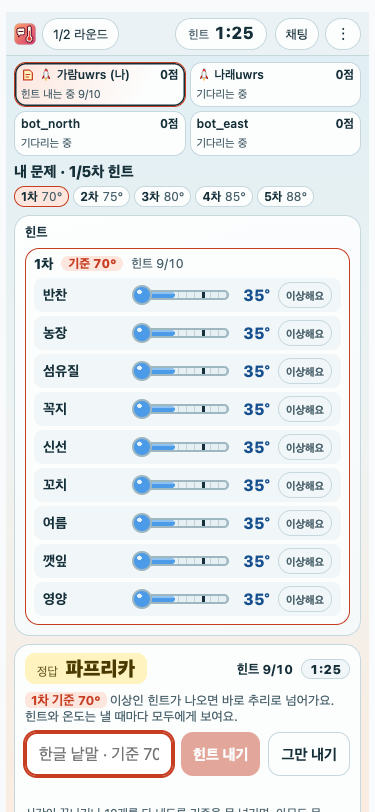 1/2 라운드
힌트 1:25
채팅
가람uwrs (나) 0점
힌트 내는 중 9/10
나래uwrs 0점
기다리는 중
bot_north 0점
기다리는 중
bot_east 0점
기다리는 중
내 문제 · 1/5차 힌트
1차 70° 2차 75° 3차 80° 4차 85° 5차 88°
힌트
1차 기준 70° 힌트 9/10
반찬 35° 이상해요
농장 35° 이상해요
섬유질 35° 이상해요
꼭지 35° 이상해요
신선 35° 이상해요
꼬치 35° 이상해요
여름 35° 이상해요
깻잎 35° 이상해요
영양 35° 이상해요
정답 파프리카 힌트 9/10 1:25
1차 기준 70° 이상인 힌트가 나오면 바로 추리로 넘어가요.
힌트와 온도는 낼 때마다 모두에게 보여요.
한글 낱말 · 기준 70
힌트 내기
그만 내기